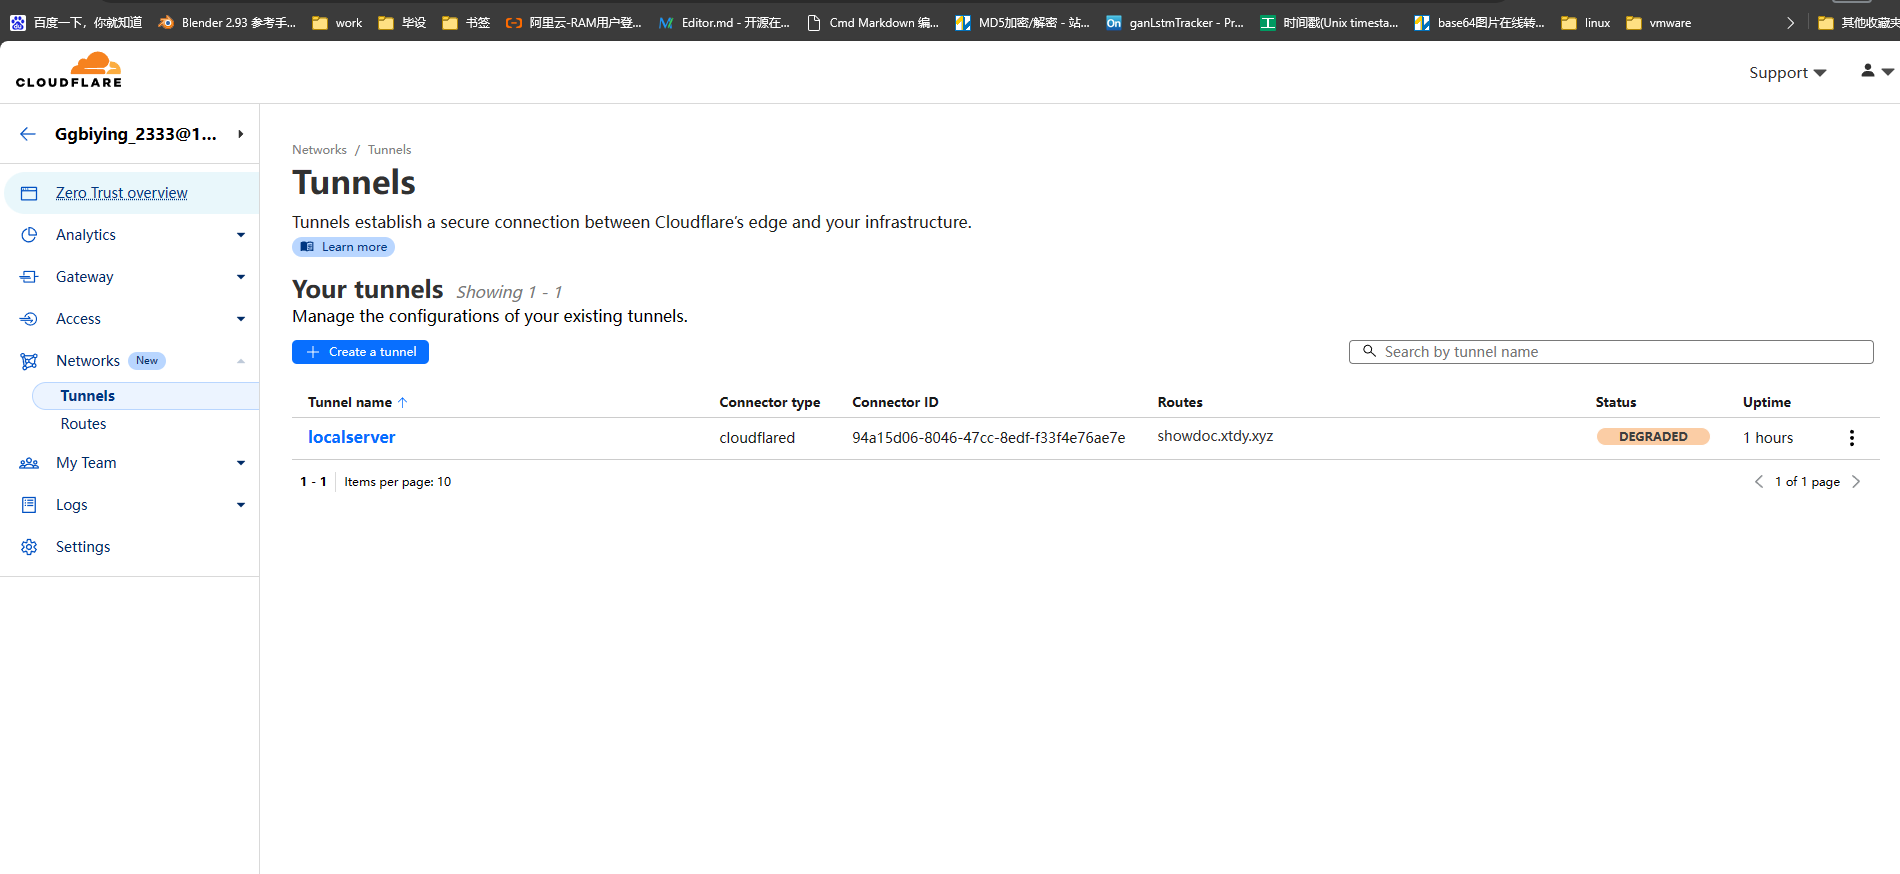 百度一下，你就知道 Blender 2.93 参考手... work 毕设 书签 阿里云-RAM用户登... Editor.md - 开源在... Cmd Markdown 编... MD5加密/解密 - 站... On ganLstmTracker - Pr... 工 时间戳(Unix timesta... base64图片在线转... linux vmware 其他收藏夹
CLOUDFLARE
Support
Ggbiying_2333@1...
Zero Trust overview
Analytics
Gateway
Access
Networks New
Tunnels
Routes
My Team
Logs
Settings
Networks / Tunnels
Tunnels
Tunnels establish a secure connection between Cloudflare’s edge and your infrastructure.
Learn more
Your tunnels Showing 1 - 1
Manage the configurations of your existing tunnels.
+ Create a tunnel
Search by tunnel name
Tunnel name ↑ Connector type Connector ID Routes Status Uptime
localserver cloudflared 94a15d06-8046-47cc-8edf-f33f4e76ae7e showdoc.xtdy.xyz DEGRADED 1 hours
1 - 1 Items per page: 10 1 of 1 page